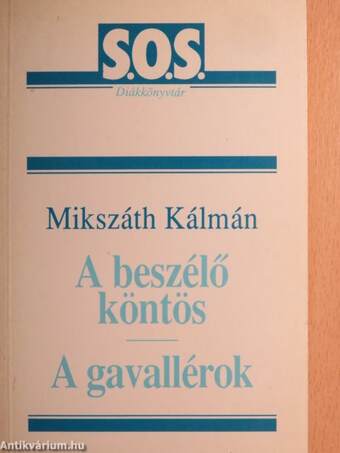 S.O.S.
Diákkönyvtár
Mikszáth Kálmán
A beszélő
köntös
A gavallérok
Antikvárium.hu